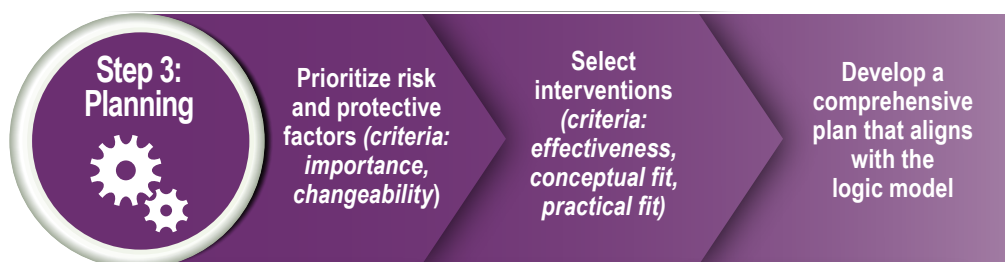 Step 3:
Planning
Prioritize risk
and protective
factors (criteria:
importance,
changeability)
Select
interventions
(criteria:
effectiveness,
conceptual fit,
practical fit)
Develop a
comprehensive
plan that aligns
with the
logic model